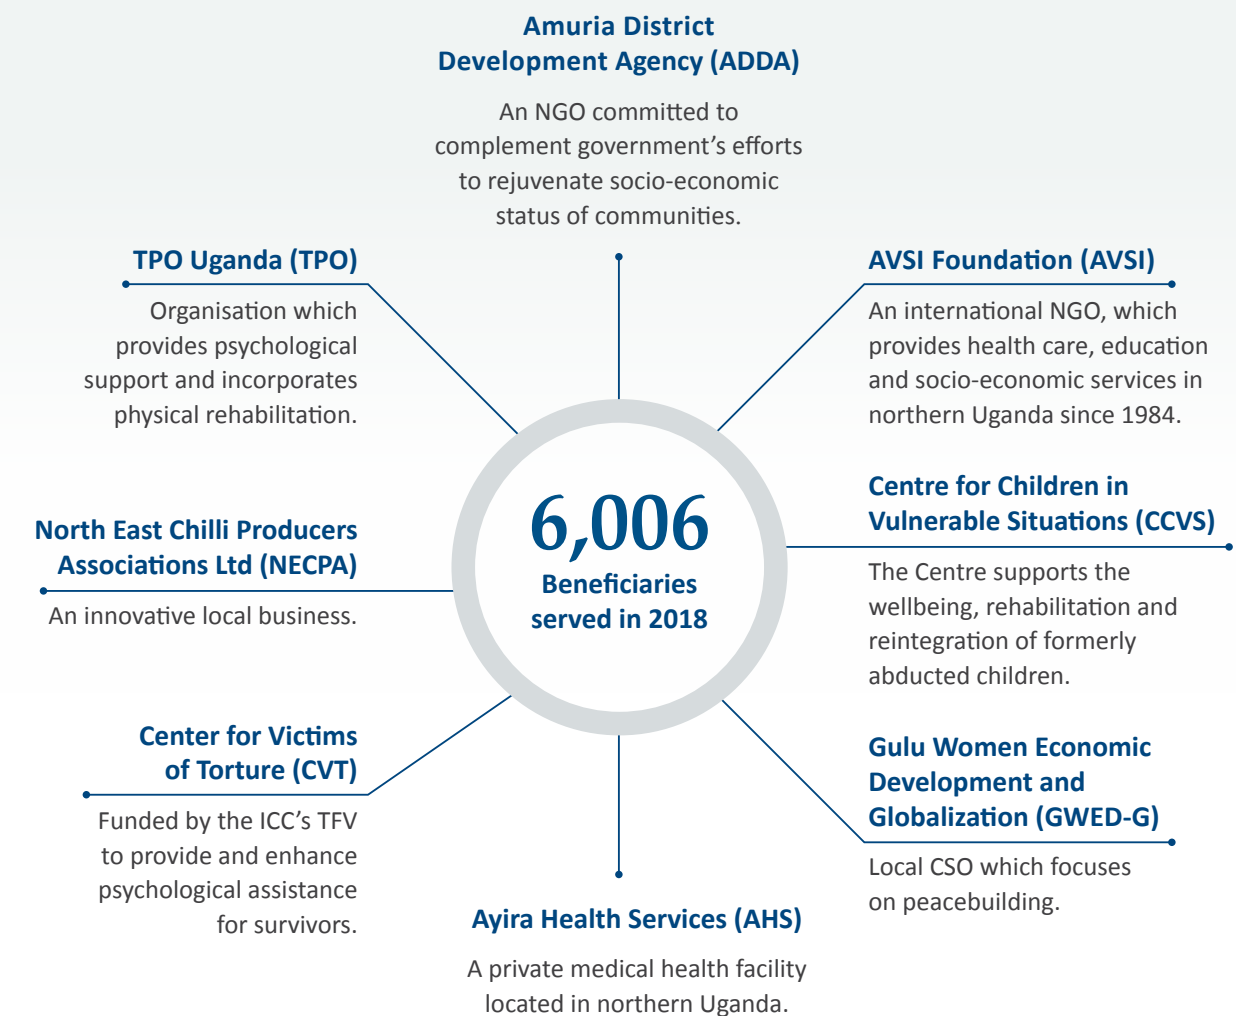 Amuria District
Development Agency (ADDA)
An NGO committed to
complement government’s efforts
to rejuvenate socio-economic
status of communities.
TPO Uganda (TPO)
Organisation which
provides psychological
support and incorporates
physical rehabilitation.
AVSI Foundation (AVSI)
An international NGO, which
provides health care, education
and socio-economic services in
northern Uganda since 1984.
North East Chilli Producers
Associations Ltd (NECPA)
An innovative local business.
6,006
Beneficiaries
served in 2018
Centre for Children in
Vulnerable Situations (CCVS)
The Centre supports the
wellbeing, rehabilitation and
reintegration of formerly
abducted children.
Center for Victims
of Torture (CVT)
Funded by the ICC’s TFV
to provide and enhance
psychological assistance
for survivors.
Gulu Women Economic
Development and
Globalization (GWED-G)
Local CSO which focuses
on peacebuilding.
Ayira Health Services (AHS)
A private medical health facility
located in northern Uganda.